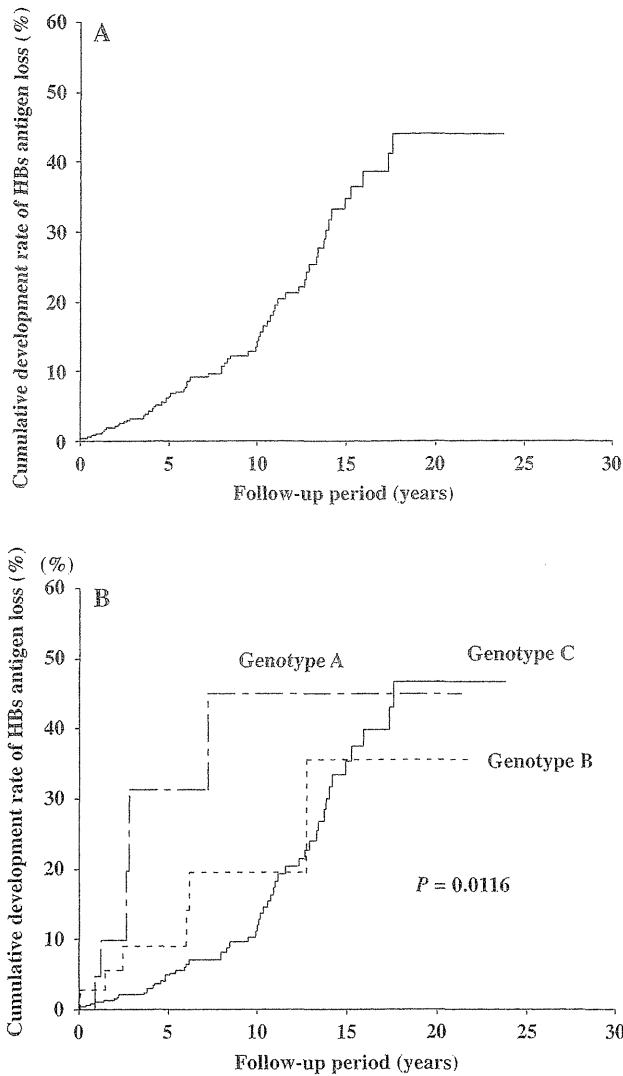 A
Cumulative development rate of HBs antigen loss (%)
60
50
40
30
20
10
0
0 5 10 15 20 25 30
Follow-up period (years)
(%)
B
Cumulative development rate of HBs antigen loss (%)
60
50
40
30
20
10
0
Genotype A
Genotype C
Genotype B
P = 0.0116
0 5 10 15 20 25 30
Follow-up period (years)